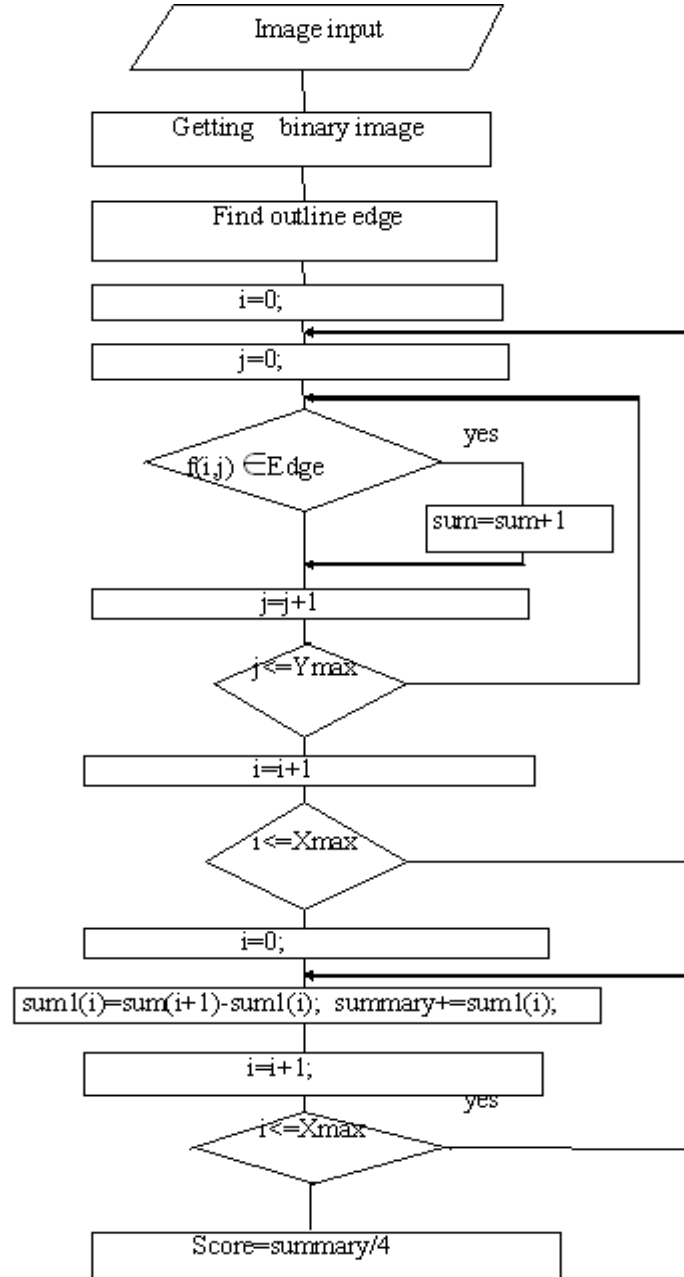 Image input
Getting binary image
Find outline edge
i=0;
j=0;
f(i,j) ∈Edge
yes
sum=sum+1
j=j+1
j<=Ymax
i=i+1
i<=Xmax
i=0;
sum1(i)=sum(i+1)-sum1(i); summary+=sum1(i);
i=i+1;
yes
i<=Xmax
Score=summary/4